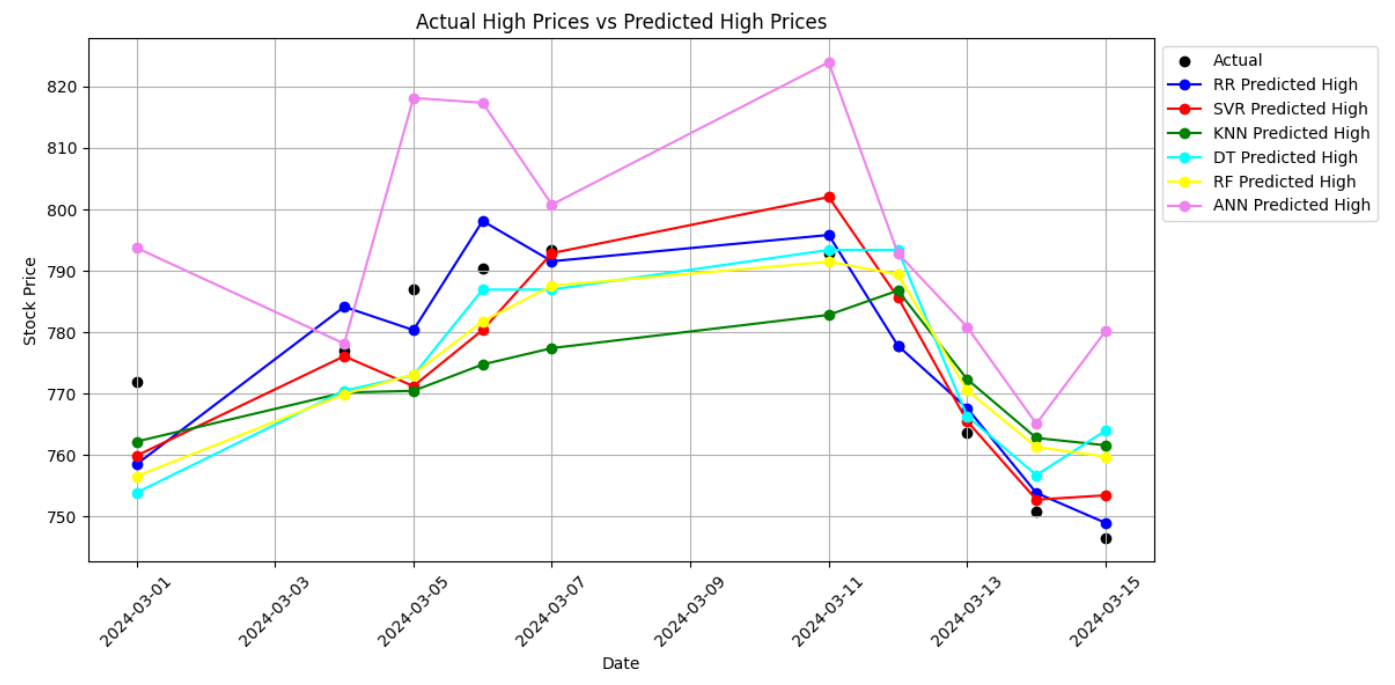 Actual High Prices vs Predicted High Prices
Actual
RR Predicted High
SVR Predicted High
KNN Predicted High
DT Predicted High
RF Predicted High
ANN Predicted High
Stock Price
820
810
800
790
780
770
760
750
2024-03-01
2024-03-03
2024-03-05
2024-03-07
2024-03-09
2024-03-11
2024-03-13
2024-03-15
Date